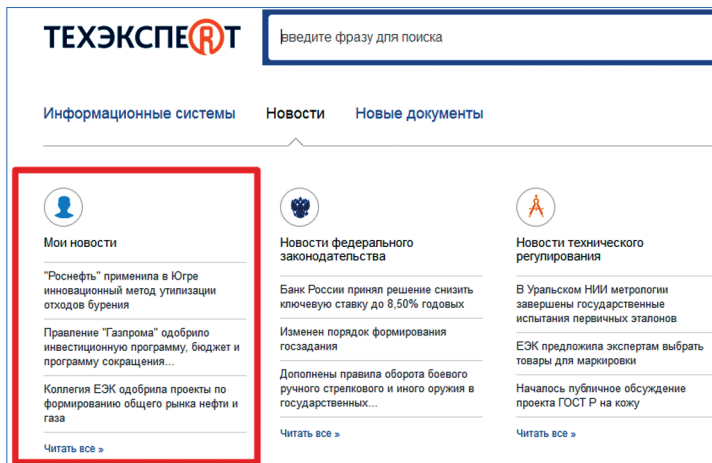 ТЕХЭКСПЕRТ
введите фразу для поиска
Информационные системы
Новости
Новые документы
Мои новости
"Роснефть" применила в Югре
инновационный метод утилизации
отходов бурения
Правление "Газпрома" одобрило
инвестиционную программу, бюджет и
программу сокращения...
Коллегия ЕЭК одобрила проекты по
формированию общего рынка нефти и
газа
Читать все »
Новости федерального
законодательства
Банк России принял решение снизить
ключевую ставку до 8,50% годовых
Изменен порядок формирования
госзадания
Дополнены правила оборота боевого
ручного стрелкового и иного оружия в
государственных...
Читать все »
Новости технического
регулирования
В Уральском НИИ метрологии
завершены государственные
испытания первичных эталонов
ЕЭК предложила экспертам выбрать
товары для маркировки
Началось публичное обсуждение
проекта ГОСТ Р на кожу
Читать все »